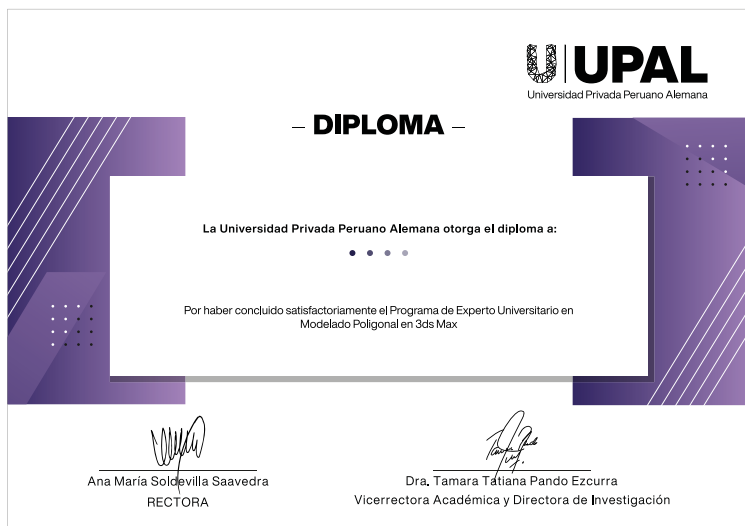 UPAL
Universidad Privada Peruano Alemana
– DIPLOMA –
La Universidad Privada Peruano Alemana otorga el diploma a:
Por haber concluido satisfactoriamente el Programa de Experto Universitario en
Modelado Poligonal en 3ds Max
Ana María Soldevilla Saavedra
RECTORA
Dra. Tamara Tatiana Pando Ezcurra
Vicerrectora Académica y Directora de Investigación